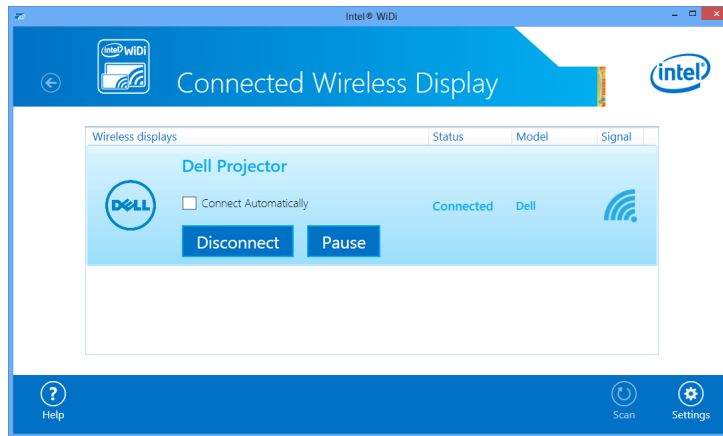 Intel® WiDi
intel WiDi
Connected Wireless Display
intel
Wireless displays Status Model Signal
Dell Projector
DELL
Connect Automatically
Connected Dell
Disconnect Pause
? 
Help Scan Settings